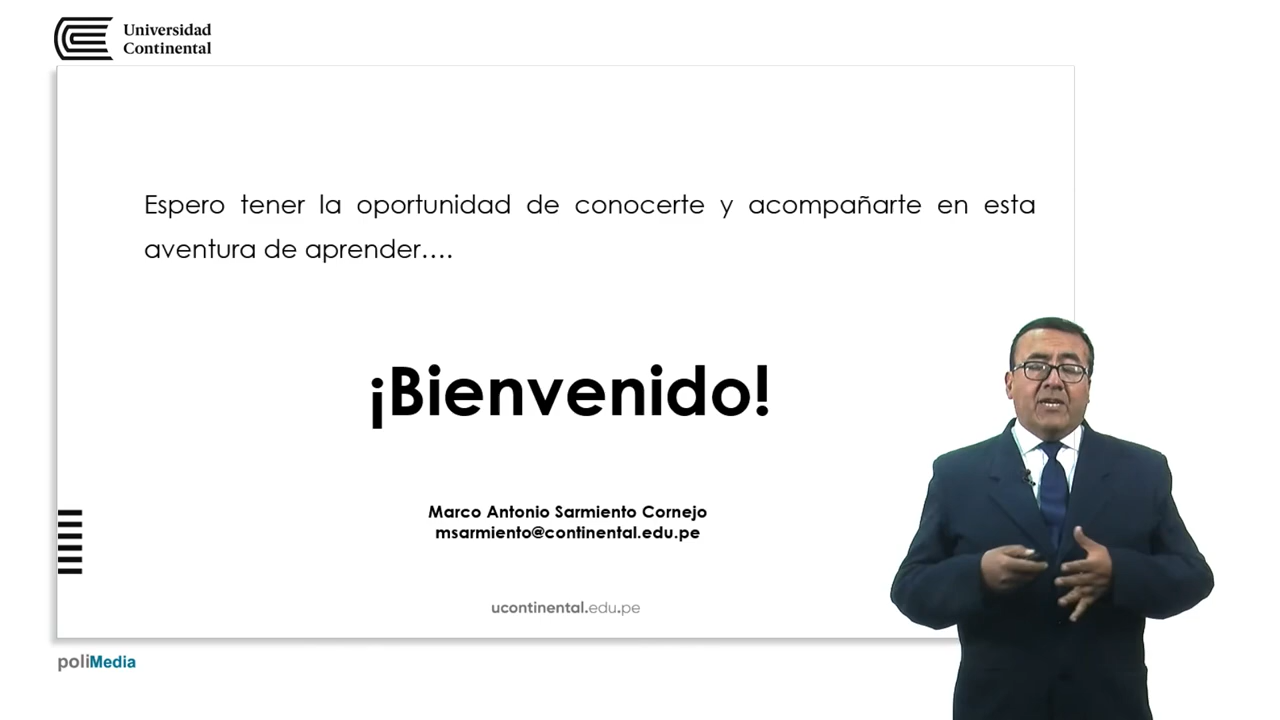 Universidad
Continental
Espero tener la oportunidad de conocerte y acompañarte en esta
aventura de aprender....
¡Bienvenido!
Marco Antonio Sarmiento Cornejo
msarmiento@continental.edu.pe
ucontinental.edu.pe
poliMedia